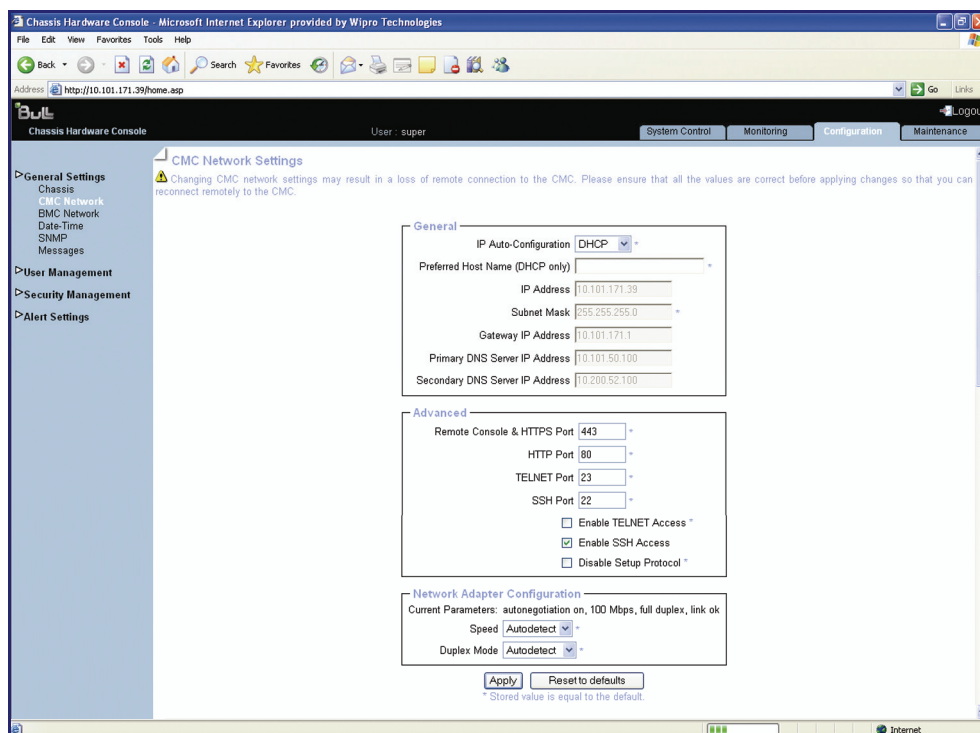 Chassis Hardware Console - Microsoft Internet Explorer provided by Wipro Technologies
File Edit View Favorites Tools Help
Back Search Favorites
Address http://10.101.171.39/home.asp Go Links
Bull Logou
Chassis Hardware Console User : super System Control Monitoring Configuration Maintenance
General Settings
Chassis
CMC Network
BMC Network
Date-Time
SNMP
Messages
User Management
Security Management
Alert Settings
CMC Network Settings
Changing CMC network settings may result in a loss of remote connection to the CMC. Please ensure that all the values are correct before applying changes so that you can
reconnect remotely to the CMC.
General
IP Auto-Configuration DHCP *
Preferred Host Name (DHCP only) *
IP Address 10.101.171.39
Subnet Mask 255.255.255.0 *
Gateway IP Address 10.101.171.1
Primary DNS Server IP Address 10.101.50.100
Secondary DNS Server IP Address 10.200.52.100
Advanced
Remote Console & HTTPS Port 443 *
HTTP Port 80 *
TELNET Port 23 *
SSH Port 22 *
Enable TELNET Access *
Enable SSH Access
Disable Setup Protocol *
Network Adapter Configuration
Current Parameters: autonegotiation on, 100 Mbps, full duplex, link ok
Speed Autodetect *
Duplex Mode Autodetect *
Apply Reset to defaults
* Stored value is equal to the default.
Internet